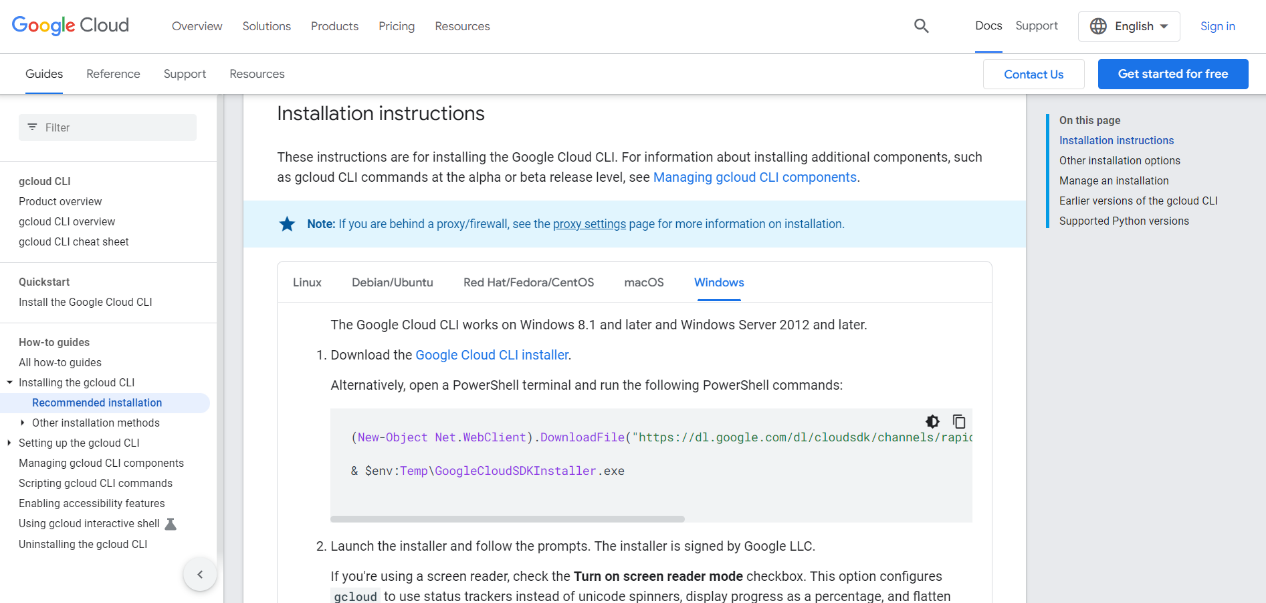 Google Cloud
Overview
Solutions
Products
Pricing
Resources
Docs
Support
English
Sign in
Guides
Reference
Support
Resources
Contact Us
Get started for free
Filter
gcloud CLI
Product overview
gcloud CLI overview
gcloud CLI cheat sheet
Quickstart
Install the Google Cloud CLI
How-to guides
All how-to guides
Installing the gcloud CLI
Recommended installation
Other installation methods
Setting up the gcloud CLI
Managing gcloud CLI components
Scripting gcloud CLI commands
Enabling accessibility features
Using gcloud interactive shell
Uninstalling the gcloud CLI
Installation instructions
These instructions are for installing the Google Cloud CLI. For information about installing additional components, such
as gcloud CLI commands at the alpha or beta release level, see Managing gcloud CLI components.
Note: If you are behind a proxy/firewall, see the proxy settings page for more information on installation.
Linux
Debian/Ubuntu
Red Hat/Fedora/CentOS
macOS
Windows
The Google Cloud CLI works on Windows 8.1 and later and Windows Server 2012 and later.
1. Download the Google Cloud CLI installer.
Alternatively, open a PowerShell terminal and run the following PowerShell commands:
(New-Object Net.WebClient).DownloadFile("https://dl.google.com/dl/cloudsdk/channels/rapid
& $env:Temp\GoogleCloudSDKInstaller.exe
2. Launch the installer and follow the prompts. The installer is signed by Google LLC.
If you're using a screen reader, check the Turn on screen reader mode checkbox. This option configures
gcloud to use status trackers instead of unicode spinners, display progress as a percentage, and flatten
On this page
Installation instructions
Other installation options
Manage an installation
Earlier versions of the gcloud CLI
Supported Python versions